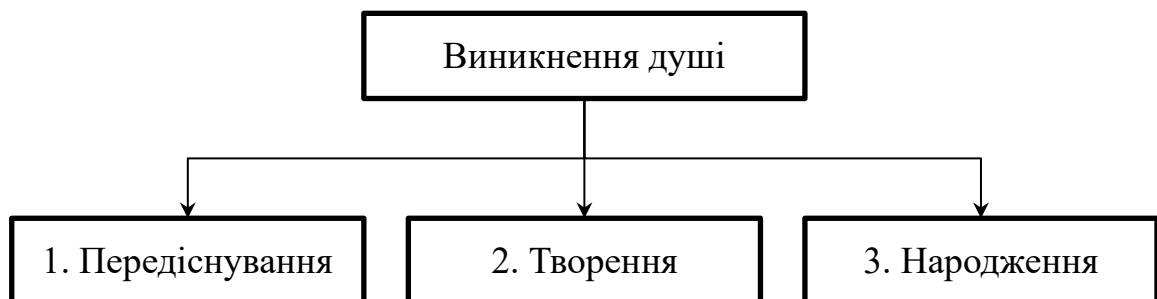 Виникнення душі
1. Передіснування
2. Творення
3. Народження